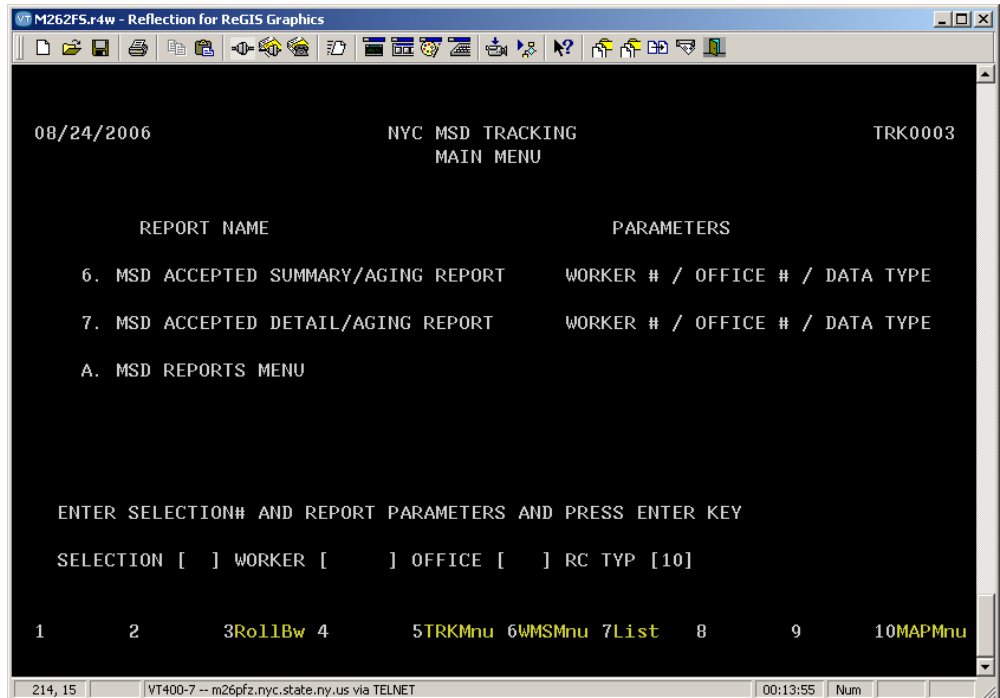 M262FS.r4w - Reflection for ReGIS Graphics
08/24/2006 NYC MSD TRACKING TRK0003
MAIN MENU
REPORT NAME PARAMETERS
6. MSD ACCEPTED SUMMARY/AGING REPORT WORKER # / OFFICE # / DATA TYPE
7. MSD ACCEPTED DETAIL/AGING REPORT WORKER # / OFFICE # / DATA TYPE
A. MSD REPORTS MENU
ENTER SELECTION# AND REPORT PARAMETERS AND PRESS ENTER KEY
SELECTION [  ] WORKER [     ] OFFICE [   ] RC TYP [10]
1 2 3RollBw 4 5TRKMnu 6WMSMnu 7List 8 9 10MAPMnu
214, 15 VT400-7 -- m26pfz.nyc.state.ny.us via TELNET 00:13:55 Num